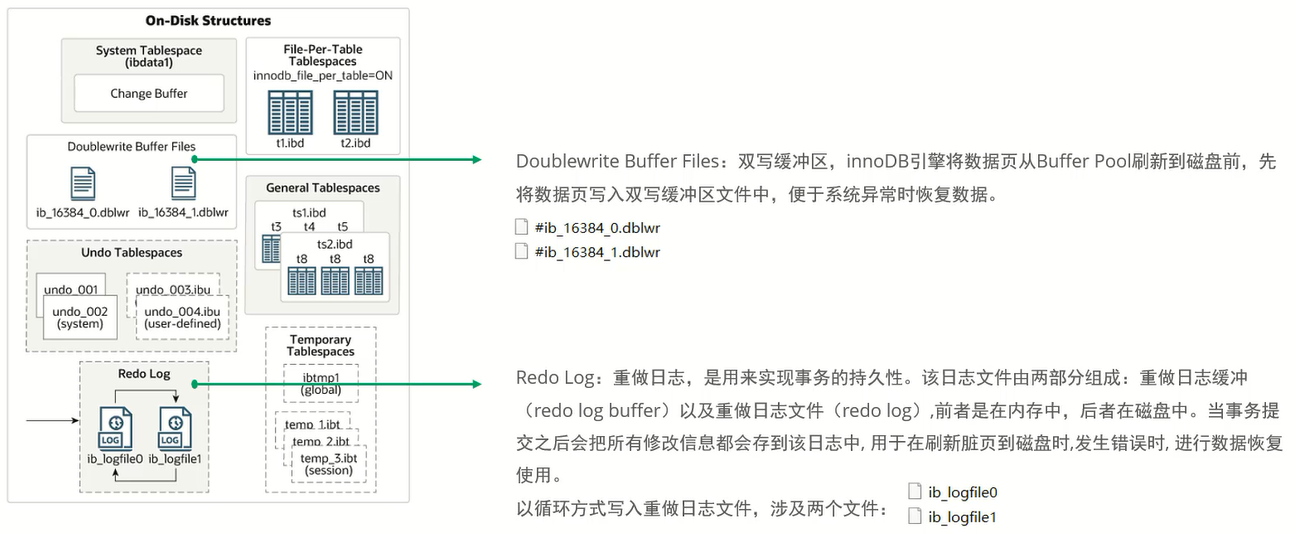 On-Disk Structures
System Tablespace
(ibdata1)
Change Buffer
File-Per-Table
Tablespaces
innodb_file_per_table=ON
t1.ibd
t2.ibd
Doublewrite Buffer Files
ib_16384_0.dblwr
ib_16384_1.dblwr
General Tablespaces
ts1.ibd
t3
t4
t5
ts2.ibd
t8
t8
t8
Undo Tablespaces
undo_001
undo_002
(system)
undo_003.ibu
undo_004.ibu
(user-defined)
Temporary
Tablespaces
ibtmp1
(global)
temp_1.ibt
temp_2.ibt
temp_3.ibt
(session)
Redo Log
LOG
LOG
ib_logfile0
ib_logfile1
Doublewrite Buffer Files：双写缓冲区，innoDB引擎将数据页从Buffer Pool刷新到磁盘前，先
将数据页写入双写缓冲区文件中，便于系统异常时恢复数据。
#ib_16384_0.dblwr
#ib_16384_1.dblwr
Redo Log：重做日志，是用来实现事务的持久性。该日志文件由两部分组成：重做日志缓冲
（redo log buffer）以及重做日志文件（redo log）,前者是在内存中，后者在磁盘中。当事务提
交之后会把所有修改信息都会存到该日志中, 用于在刷新脏页到磁盘时,发生错误时, 进行数据恢复
使用。
以循环方式写入重做日志文件，涉及两个文件：
ib_logfile0
ib_logfile1